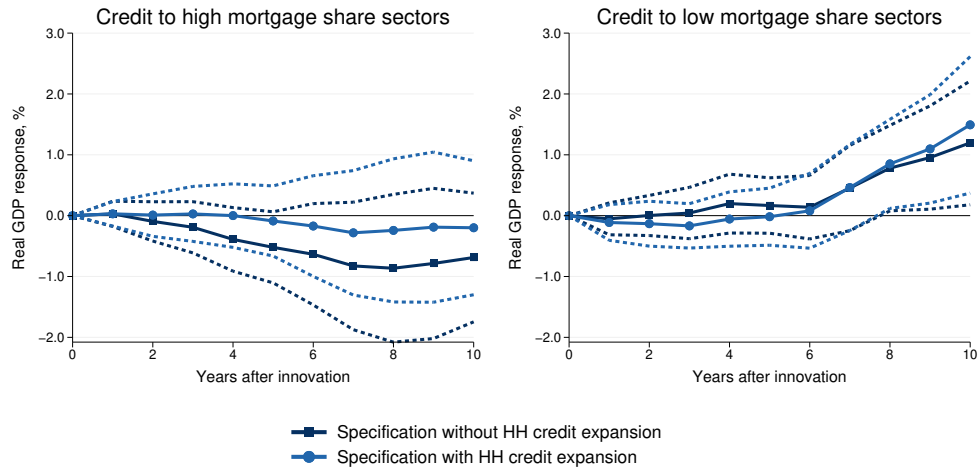 Credit to high mortgage share sectors
Real GDP response, %
3.0
2.0
1.0
0.0
−1.0
−2.0
0 2 4 6 8 10
Years after innovation
Credit to low mortgage share sectors
Real GDP response, %
3.0
2.0
1.0
0.0
−1.0
−2.0
0 2 4 6 8 10
Years after innovation
Specification without HH credit expansion
Specification with HH credit expansion